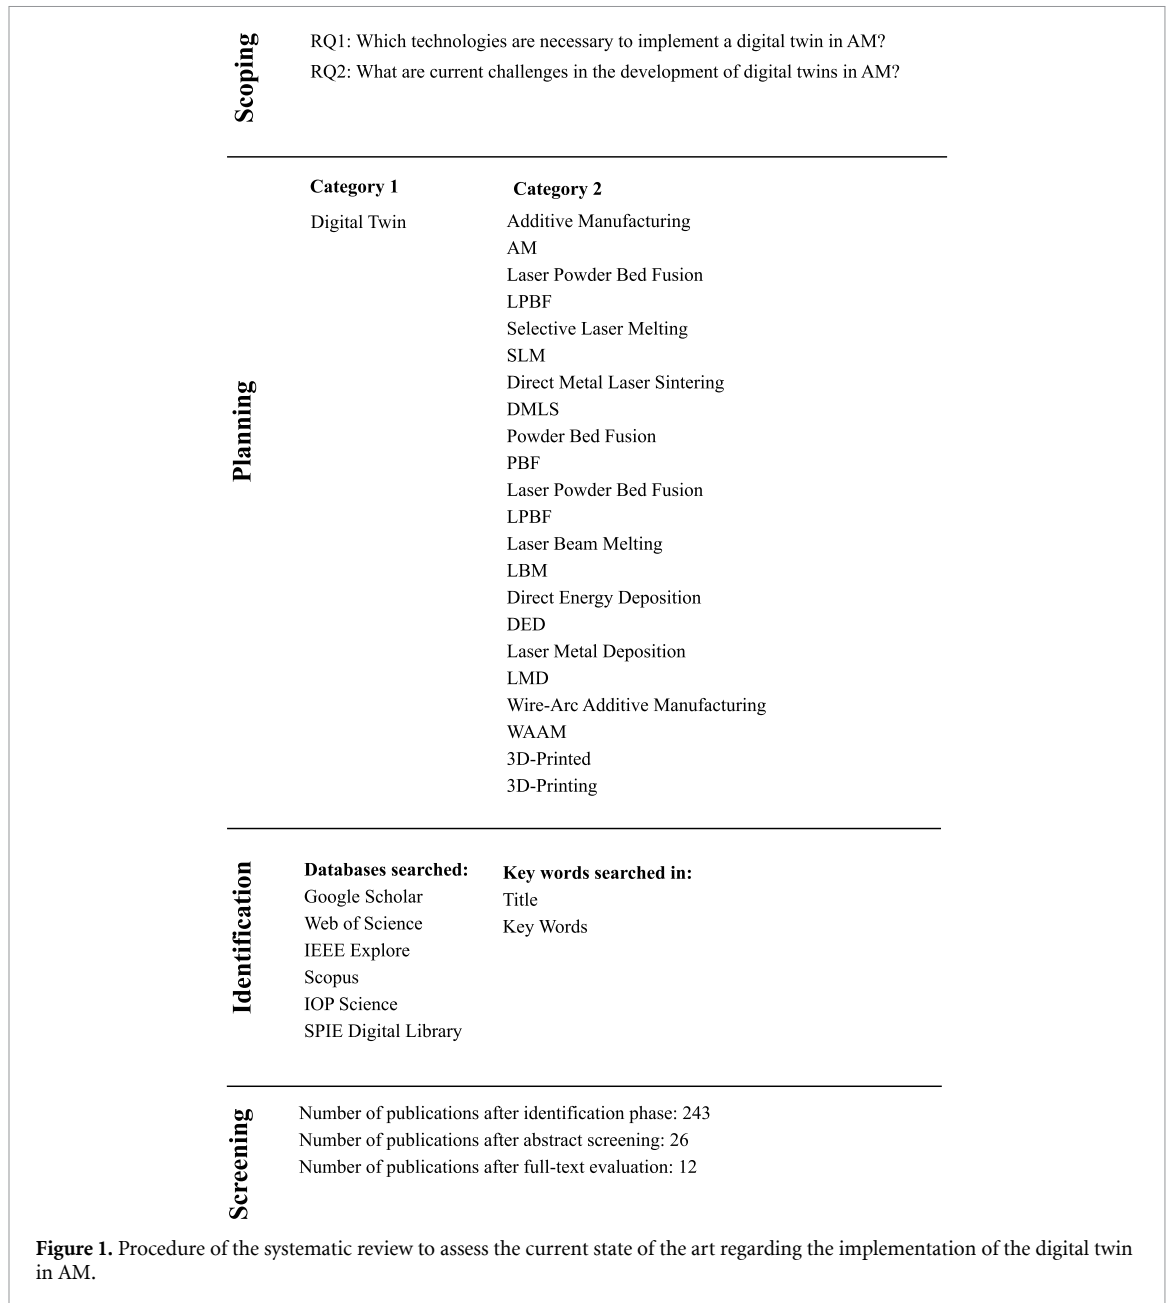 Scoping
RQ1: Which technologies are necessary to implement a digital twin in AM?
RQ2: What are current challenges in the development of digital twins in AM?
Planning
Category 1
Digital Twin
Category 2
Additive Manufacturing
AM
Laser Powder Bed Fusion
LPBF
Selective Laser Melting
SLM
Direct Metal Laser Sintering
DMLS
Powder Bed Fusion
PBF
Laser Powder Bed Fusion
LPBF
Laser Beam Melting
LBM
Direct Energy Deposition
DED
Laser Metal Deposition
LMD
Wire-Arc Additive Manufacturing
WAAM
3D-Printed
3D-Printing
Identification
Databases searched:
Google Scholar
Web of Science
IEEE Explore
Scopus
IOP Science
SPIE Digital Library
Key words searched in:
Title
Key Words
Screening
Number of publications after identification phase: 243
Number of publications after abstract screening: 26
Number of publications after full-text evaluation: 12
Figure 1. Procedure of the systematic review to assess the current state of the art regarding the implementation of the digital twin
in AM.